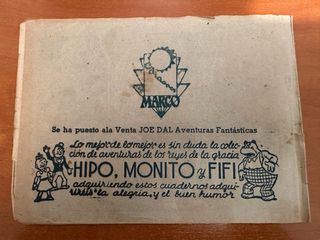 MARCO
Se ha puesto ala Venta JOE DAL Aventuras Fantásticas
Lo mejor de lo mejor es sin duda la colec
ción de aventuras de los reyes de la gracia
HIPO, MONITO y FIFI
adquiriendo estos cuadernos adqui
rireis la alegria, y el buen humor